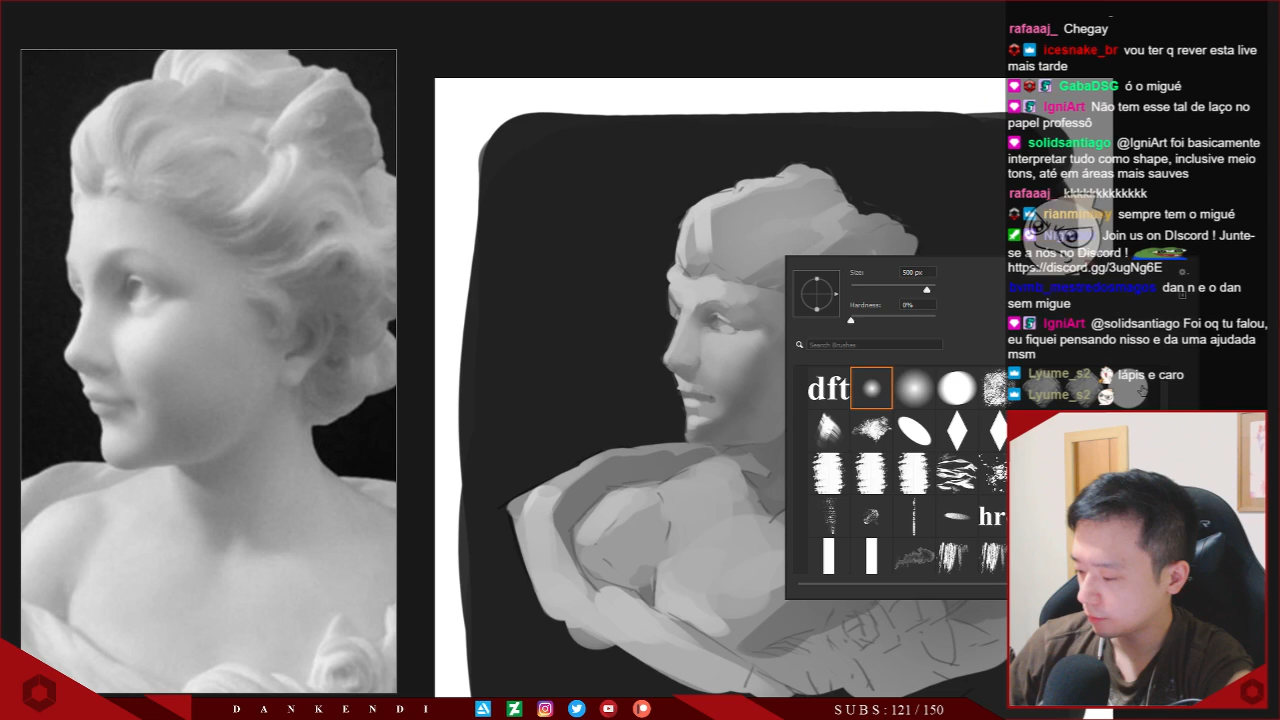 rafaaaj_ Chegay
icesnake_br vou ter q rever esta live
mais tarde
GabaDSG ó o migué
IgniArt Não tem esse tal de laço no
papel professô
solidsantiago @IgniArt foi basicamente
interpretar tudo como shape, inclusive meio
tons, até em áreas mais sauves
rafaaaj_ kkkkkkkkkkkkk
sempre tem o migué
Join us on DIscord ! Junte-
se a nós no Discord !
https://discord.gg/3ugNg6E
dan n e o dan
sem migue
IgniArt @solidsantiago Foi oq tu falou,
eu fiquei pensando nisso e da uma ajudada
msm
Lyume_s2 lápis e caro
Lyume_s2
Size: 500 px
Hardness: 0%
Search Brushes
dft
hr
DANKENDI
SUBS: 121 / 150